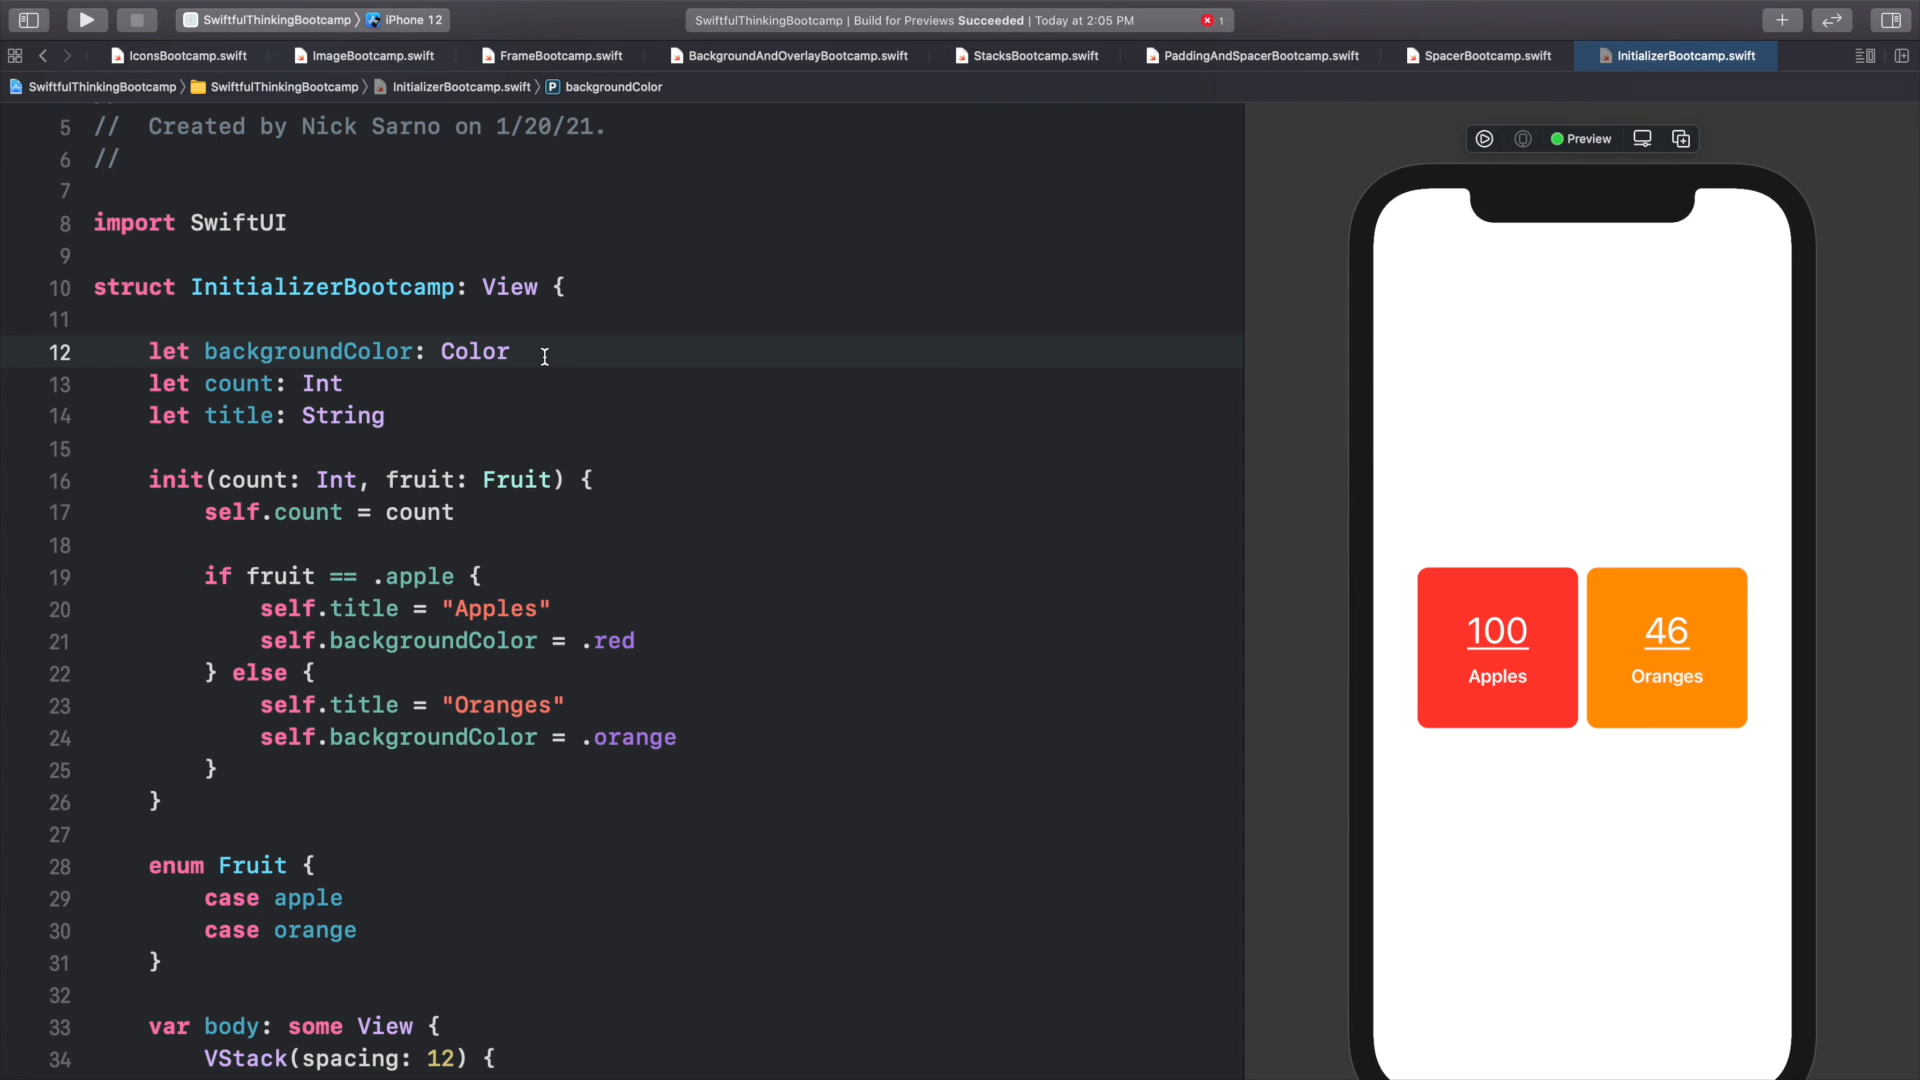 SwiftfulThinkingBootcamp 〉 iPhone 12
SwiftfulThinkingBootcamp | Build for Previews Succeeded | Today at 2:05 PM
1
IconsBootcamp.swift
ImageBootcamp.swift
FrameBootcamp.swift
BackgroundAndOverlayBootcamp.swift
StacksBootcamp.swift
PaddingAndSpacerBootcamp.swift
SpacerBootcamp.swift
InitializerBootcamp.swift
SwiftfulThinkingBootcamp 〉 SwiftfulThinkingBootcamp 〉 InitializerBootcamp.swift 〉 P backgroundColor
5 //  Created by Nick Sarno on 1/20/21.
6 //
7
8 import SwiftUI
9
10 struct InitializerBootcamp: View {
11
12     let backgroundColor: Color
13     let count: Int
14     let title: String
15
16     init(count: Int, fruit: Fruit) {
17         self.count = count
18
19         if fruit == .apple {
20             self.title = "Apples"
21             self.backgroundColor = .red
22         } else {
23             self.title = "Oranges"
24             self.backgroundColor = .orange
25         }
26     }
27
28     enum Fruit {
29         case apple
30         case orange
31     }
32
33     var body: some View {
34         VStack(spacing: 12) {
Preview
100
Apples
46
Oranges